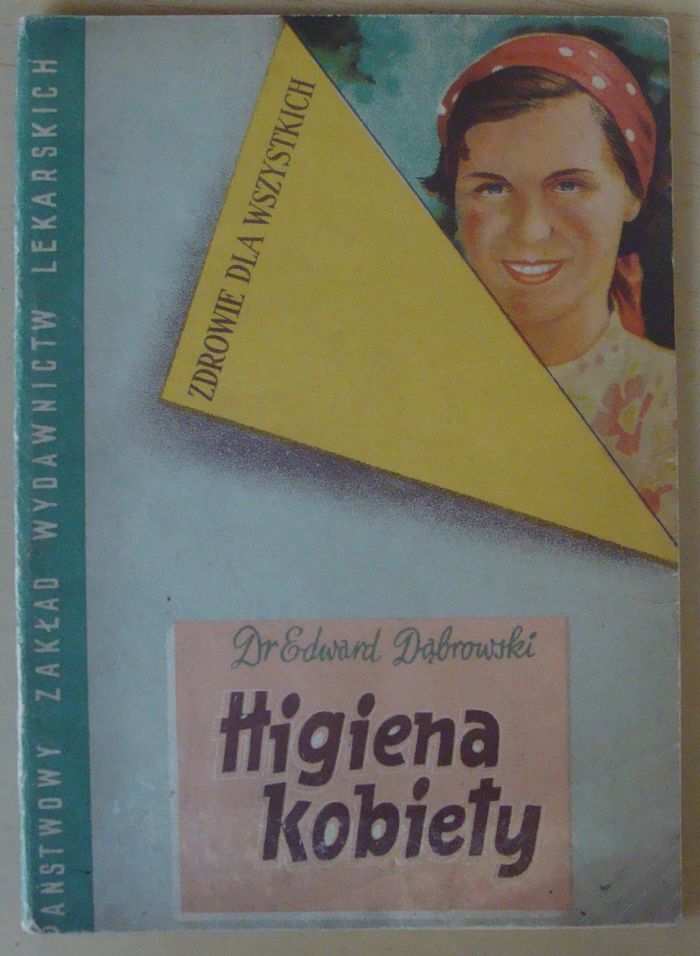 PAŃSTWOWY ZAKŁAD WYDAWNICTW LEKARSKICH
ZDROWIE DLA WSZYSTKICH
Dr Edward Dąbrowski
Higiena
kobiety